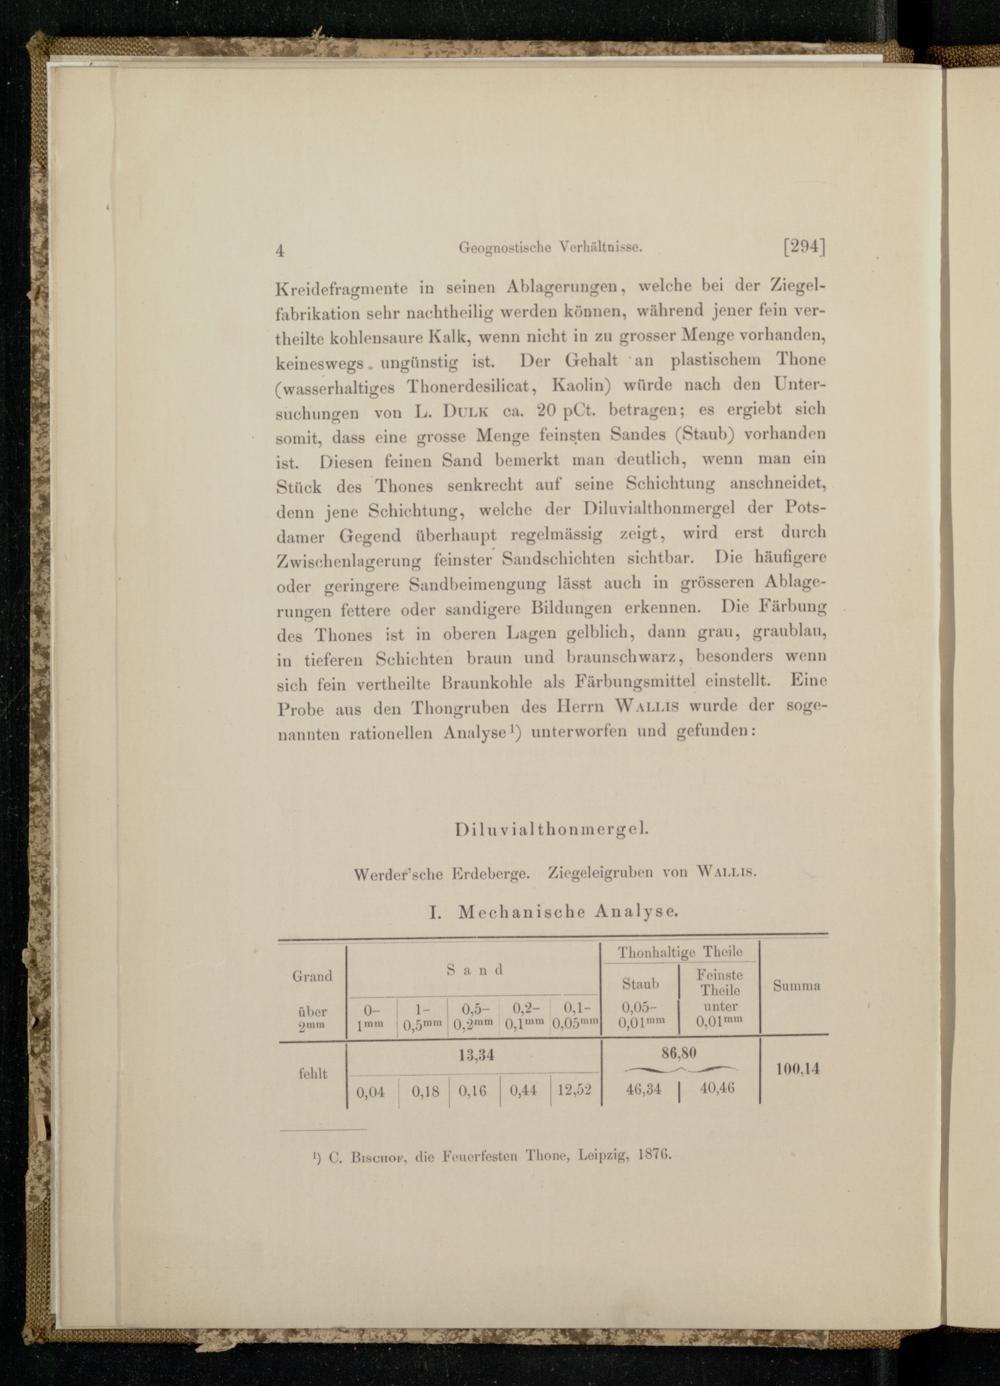 4 Geognostische Verhältnisse. [294]
Kreidefragmente in seinen Ablagerungen, welche bei der Ziegel-
fabrikation sehr nachtheilig werden können, während jener fein ver-
theilte kohlensaure Kalk, wenn nicht in zu grosser Menge vorhanden,
keineswegs ungünstig ist. Der Gehalt an plastischem Thone
(wasserhaltiges Thonerdesilicat, Kaolin) würde nach den Unter-
suchungen von L. DULK ca. 20 pCt. betragen; es ergiebt sich
somit, dass eine grosse Menge feinsten Sandes (Staub) vorhanden
ist. Diesen feinen Sand bemerkt man deutlich, wenn man ein
Stück des Thones senkrecht auf seine Schichtung anschneidet,
denn jene Schichtung, welche der Diluvialthonmergel der Pots-
damer Gegend überhaupt regelmässig zeigt, wird erst durch
Zwischenlagerung feinster Sandschichten sichtbar. Die häufigere
oder geringere Sandbeimengung lässt auch in grösseren Ablage-
rungen fettere oder sandigere Bildungen erkennen. Die Färbung
des Thones ist in oberen Lagen gelblich, dann grau, graublau,
in tieferen Schichten braun und braunschwarz, besonders wenn
sich fein vertheilte Braunkohle als Färbungsmittel einstellt. Eine
Probe aus den Thongruben des Herrn WALLIS wurde der soge-
nannten rationellen Analyse ¹) unterworfen und gefunden:
Diluvialthonmergel.
Werder'sche Erdeberge. Ziegeleigruben von WALLIS.
I. Mechanische Analyse.
Thonhaltige Theile
Grand Sand Staub Feinste Theile Summa
über 0– 1– 0,5– 0,2– 0,1– 0,05– unter
2mm 1mm 0,5mm 0,2mm 0,1mm 0,05mm 0,01mm 0,01mm
13,34 86,80
fehlt 100,14
0,04 0,18 0,16 0,44 12,52 46,34 40,46
¹) C. BISCHOF, die Feuerfesten Thone, Leipzig, 1876.